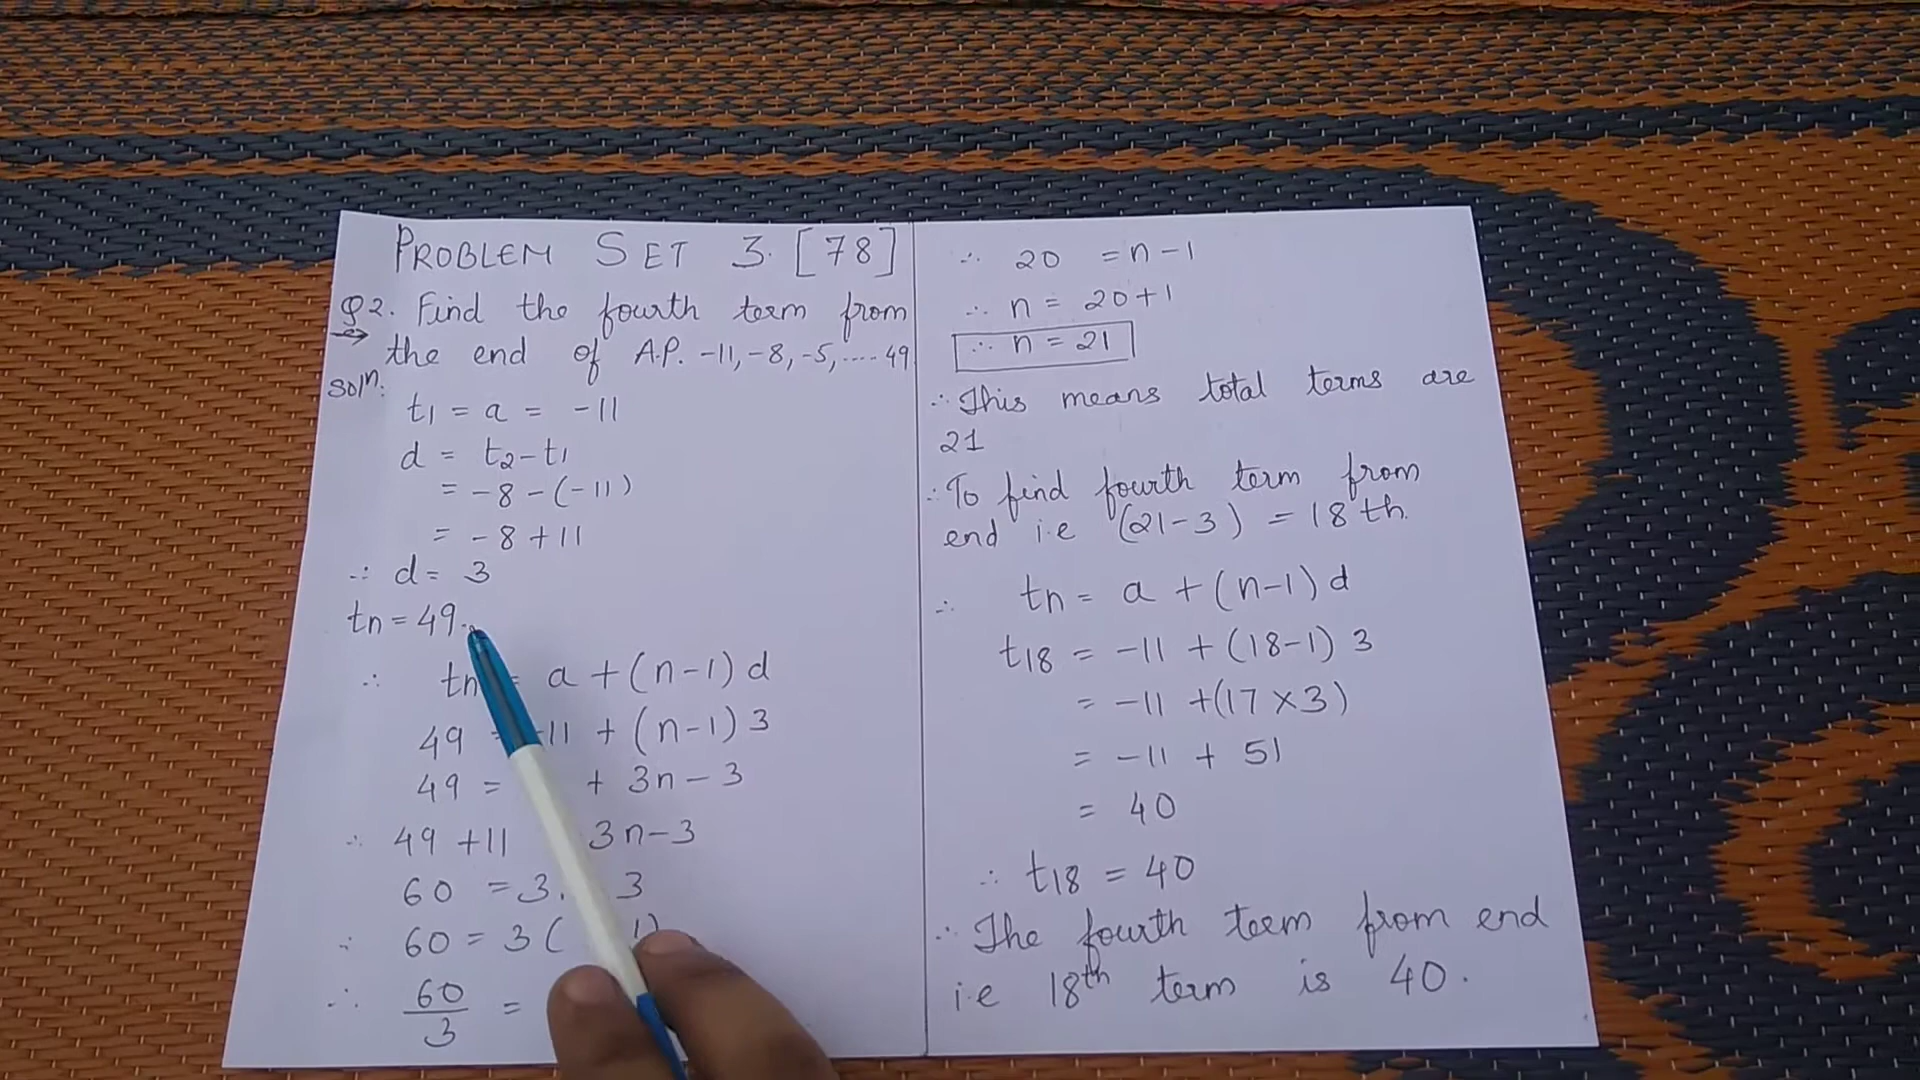 PROBLEM SET 3. [78]
Q2. Find the fourth term from
the end of A.P. -11, -8, -5, .... 49
Soln:
t1 = a = -11
d = t2 - t1
= -8 - (-11)
= -8 + 11
∴ d = 3
tn = 49.
∴ tn = a + (n-1) d
49 = -11 + (n-1) 3
49 = + 3n - 3
∴ 49 + 11 3n - 3
60 = 3 3
∴ 60 = 3( 1)
∴ 60/3 =
∴ 20 = n - 1
∴ n = 20 + 1
∴ n = 21
∴ This means total terms are
21
∴ To find fourth term from
end i.e (21-3) = 18th.
∴ tn = a + (n-1) d
t18 = -11 + (18-1) 3
= -11 + (17 × 3)
= -11 + 51
= 40
∴ t18 = 40
∴ The fourth term from end
i.e 18th term is 40.